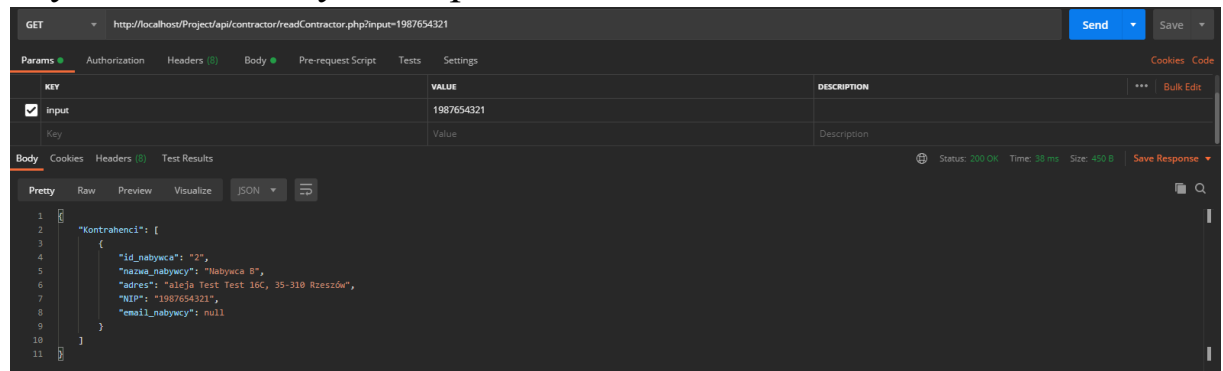 GET http://localhost/Project/api/contractor/readContractor.php?input=1987654321 Send Save
Params Authorization Headers (8) Body Pre-request Script Tests Settings Cookies Code
KEY VALUE DESCRIPTION ••• Bulk Edit
input 1987654321
Key Value Description
Body Cookies Headers (8) Test Results Status: 200 OK Time: 38 ms Size: 450 B Save Response
Pretty Raw Preview Visualize JSON
1 {
2 "Kontrahenci": [
3 {
4 "id_nabywca": "2",
5 "nazwa_nabywcy": "Nabywca B",
6 "adres": "aleja Test Test 16C, 35-310 Rzeszów",
7 "NIP": "1987654321",
8 "email_nabywcy": null
9 }
10 ]
11 }